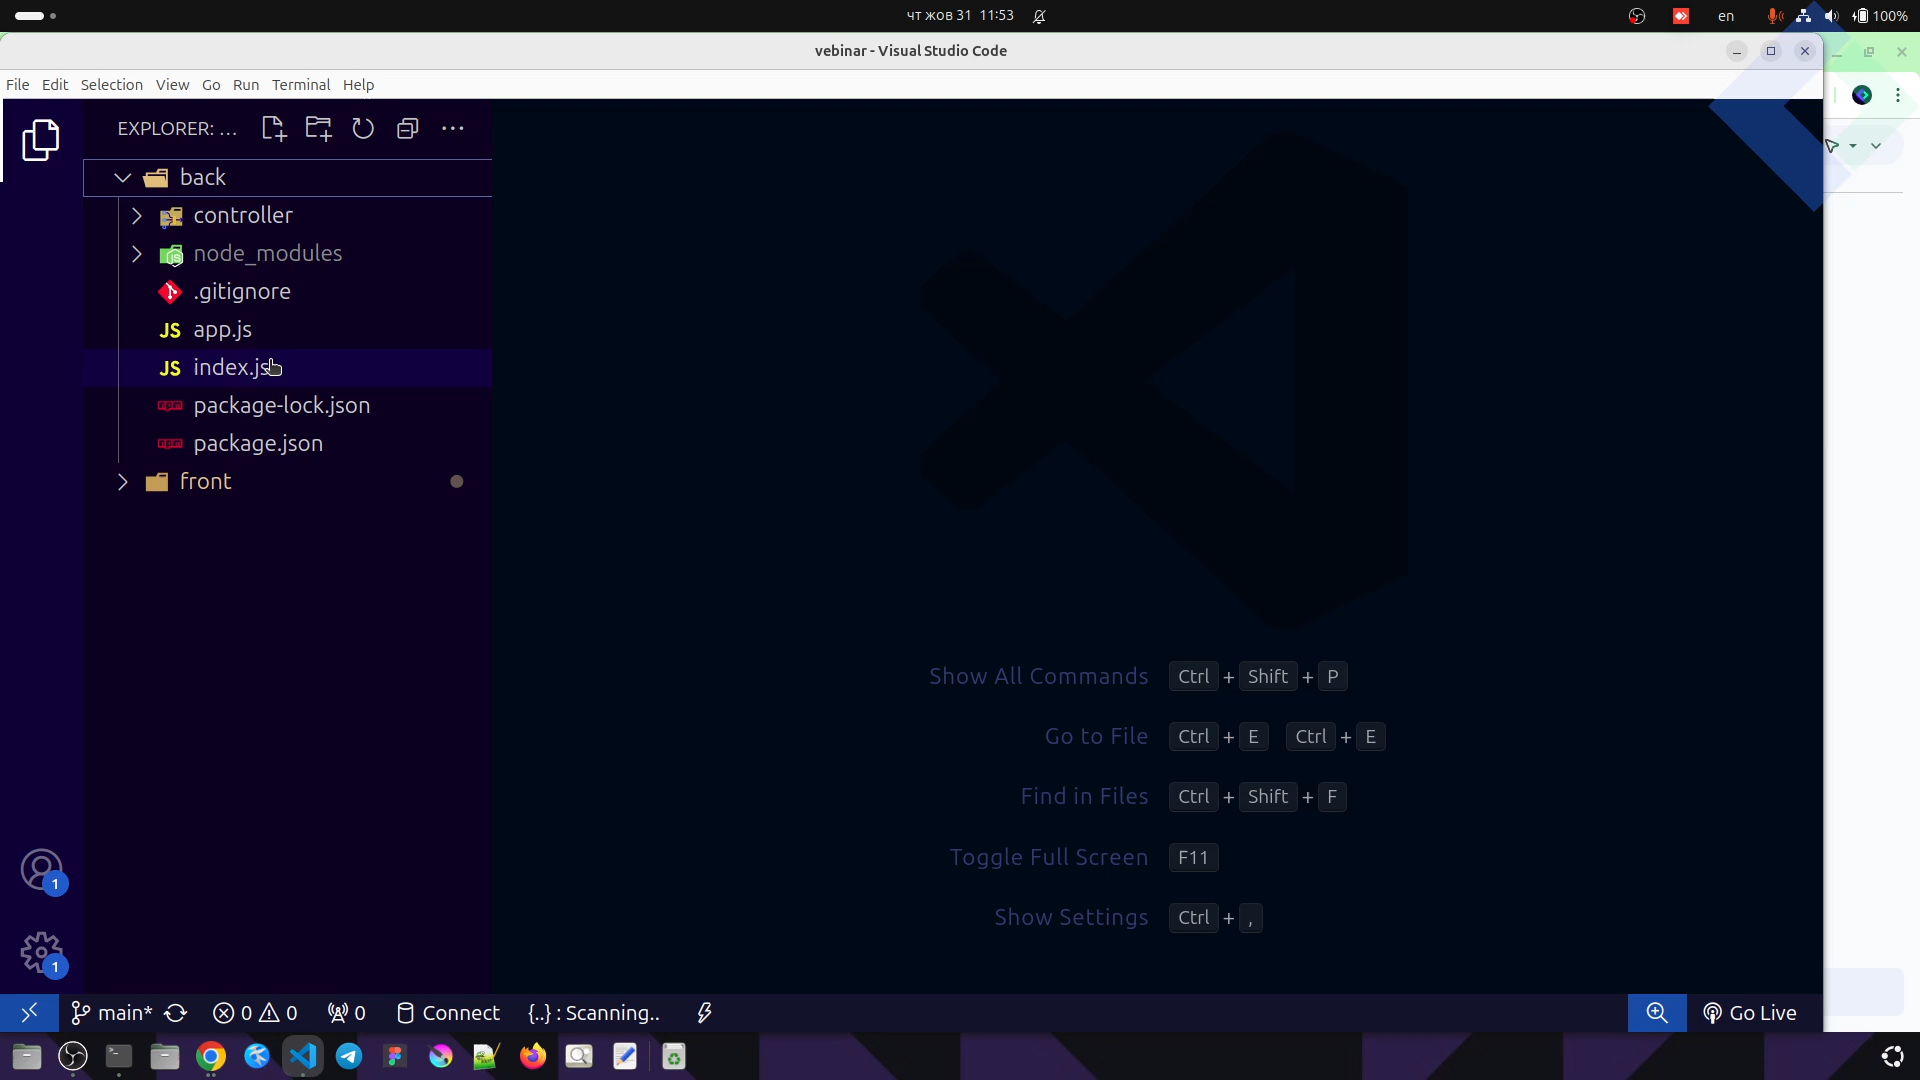 чт жов 31 11:53
en
100%
vebinar - Visual Studio Code
File Edit Selection View Go Run Terminal Help
EXPLORER: ...
back
controller
node_modules
.gitignore
JS app.js
JS index.js
package-lock.json
package.json
front
Show All Commands Ctrl + Shift + P
Go to File Ctrl + E Ctrl + E
Find in Files Ctrl + Shift + F
Toggle Full Screen F11
Show Settings Ctrl + ,
1
1
main* 0 0 0 Connect {..} : Scanning.. Go Live